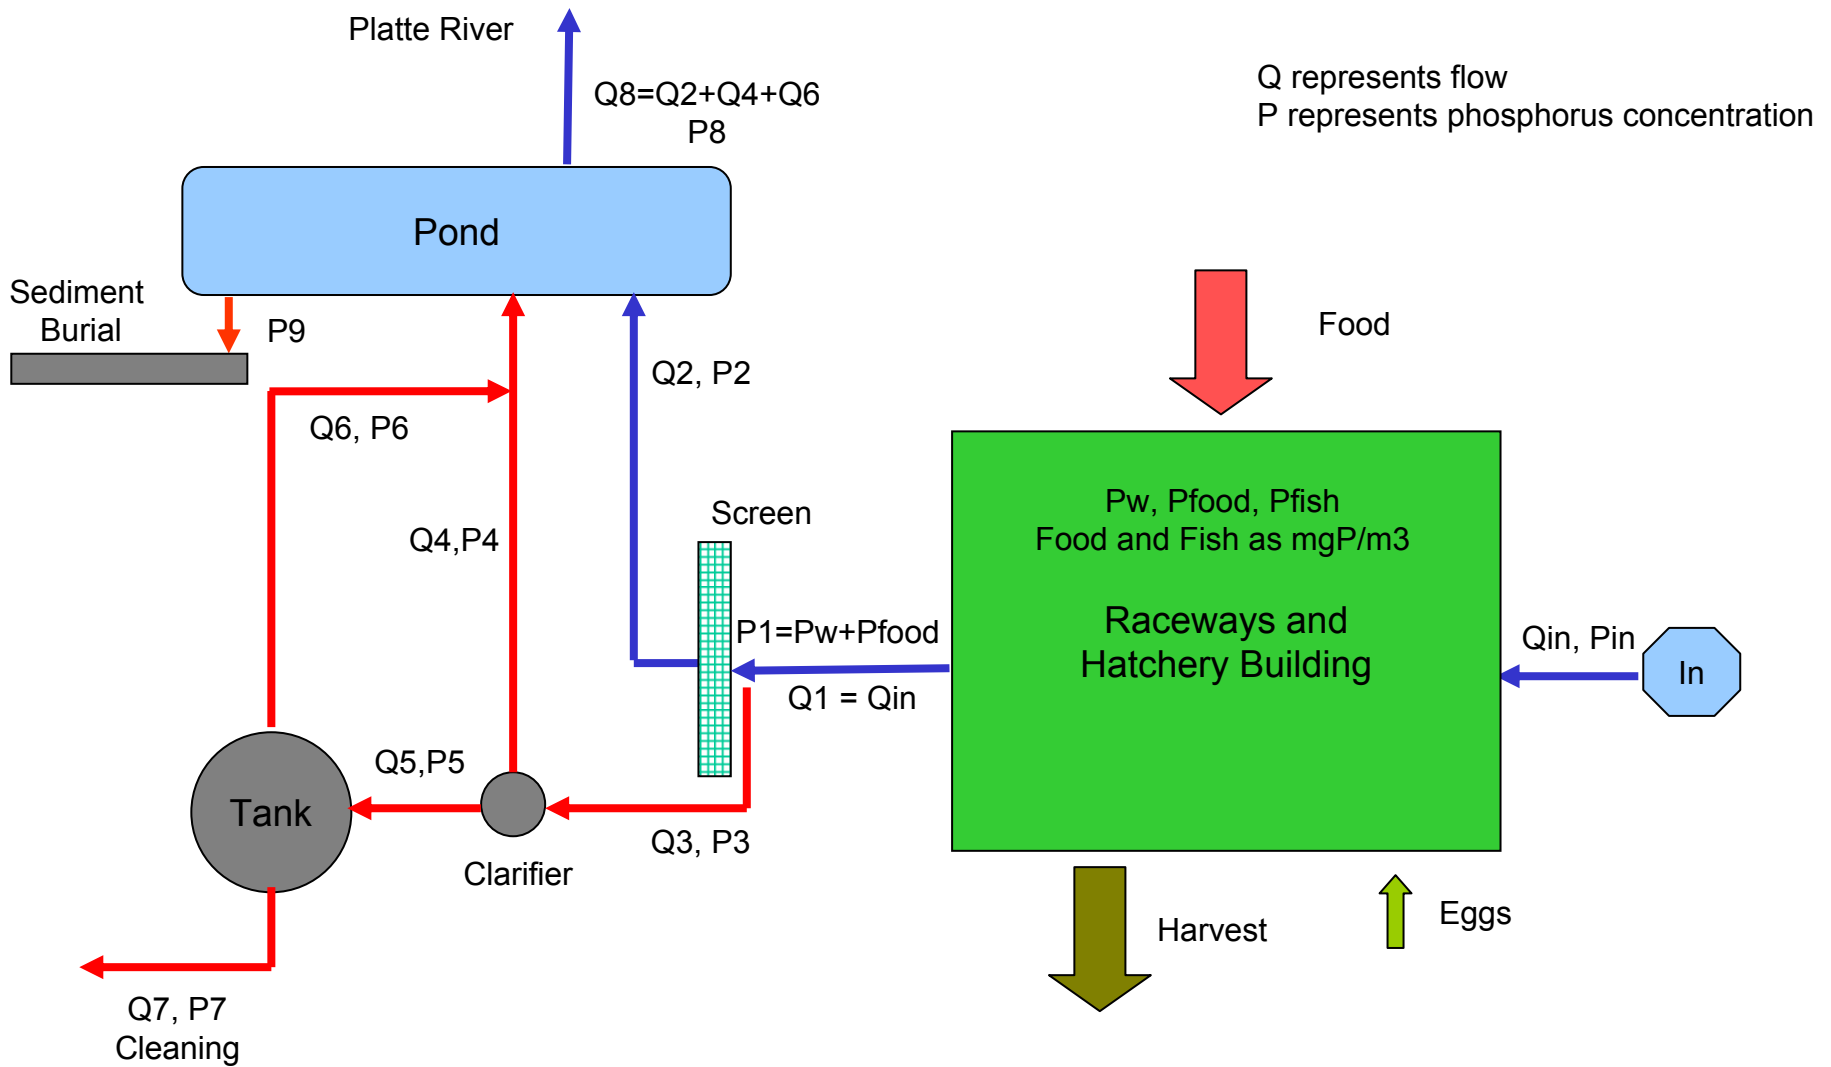 Platte River
Q8=Q2+Q4+Q6
P8
Q represents flow
P represents phosphorus concentration
Pond
Sediment
Burial
P9
Q6, P6
Q2, P2
Food
Q4,P4
Screen
Pw, Pfood, Pfish
Food and Fish as mgP/m3
Raceways and
Hatchery Building
P1=Pw+Pfood
Q1 = Qin
Qin, Pin
In
Q5,P5
Tank
Q3, P3
Clarifier
Harvest
Eggs
Q7, P7
Cleaning